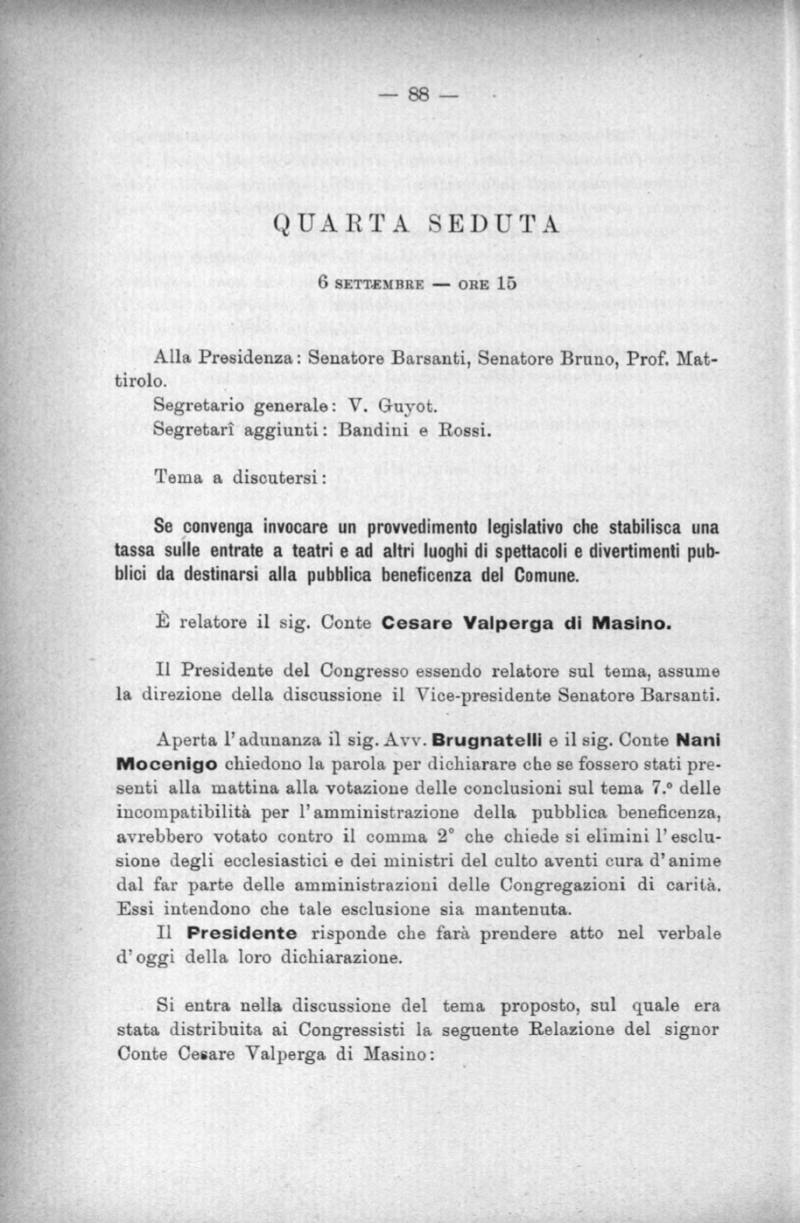 — 88 —
QUARTA SEDUTA
6 SETTEMBRE — ORE 15
Alla Presidenza: Senatore Barsanti, Senatore Bruno, Prof. Mat-
tirolo.
Segretario generale: V. Guyot.
Segretarî aggiunti: Bandini e Rossi.
Tema a discutersi:
Se convenga invocare un provvedimento legislativo che stabilisca una
tassa sulle entrate a teatri e ad altri luoghi di spettacoli e divertimenti pub-
blici da destinarsi alla pubblica beneficenza del Comune.
È relatore il sig. Conte Cesare Valperga di Masino.
Il Presidente del Congresso essendo relatore sul tema, assume
la direzione della discussione il Vice-presidente Senatore Barsanti.
Aperta l'adunanza il sig. Avv. Brugnatelli e il sig. Conte Nani
Mocenigo chiedono la parola per dichiarare che se fossero stati pre-
senti alla mattina alla votazione delle conclusioni sul tema 7.° delle
incompatibilità per l'amministrazione della pubblica beneficenza,
avrebbero votato contro il comma 2° che chiede si elimini l'esclu-
sione degli ecclesiastici e dei ministri del culto aventi cura d'anime
dal far parte delle amministrazioni delle Congregazioni di carità.
Essi intendono che tale esclusione sia mantenuta.
Il Presidente risponde che farà prendere atto nel verbale
d'oggi della loro dichiarazione.
Si entra nella discussione del tema proposto, sul quale era
stata distribuita ai Congressisti la seguente Relazione del signor
Conte Cesare Valperga di Masino: